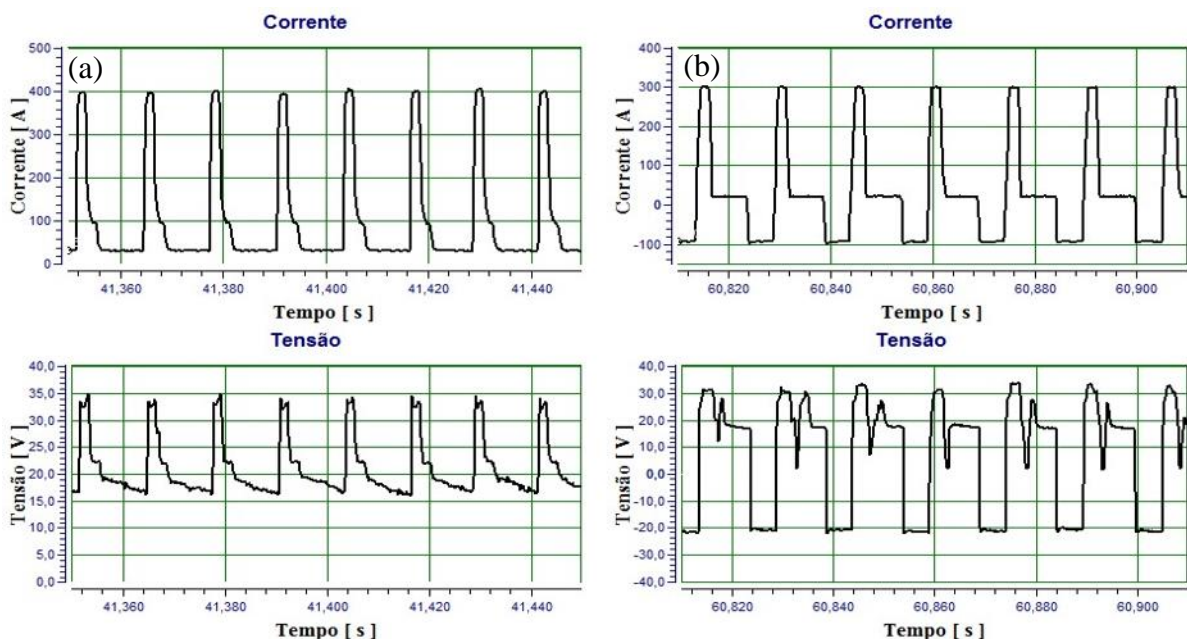 Corrente
(a)
Corrente [ A ]
500
400
300
200
100
0
41,360 41,380 41,400 41,420 41,440
Tempo [ s ]
Corrente
(b)
Corrente [ A ]
400
300
200
100
0
-100
60,820 60,840 60,860 60,880 60,900
Tempo [ s ]
Tensão
Tensão [ V ]
40,0
35,0
30,0
25,0
20,0
15,0
10,0
5,0
0,0
41,360 41,380 41,400 41,420 41,440
Tempo [ s ]
Tensão
Tensão [ V ]
40,0
30,0
20,0
10,0
0,0
-10,0
-20,0
-30,0
-40,0
60,820 60,840 60,860 60,880 60,900
Tempo [ s ]